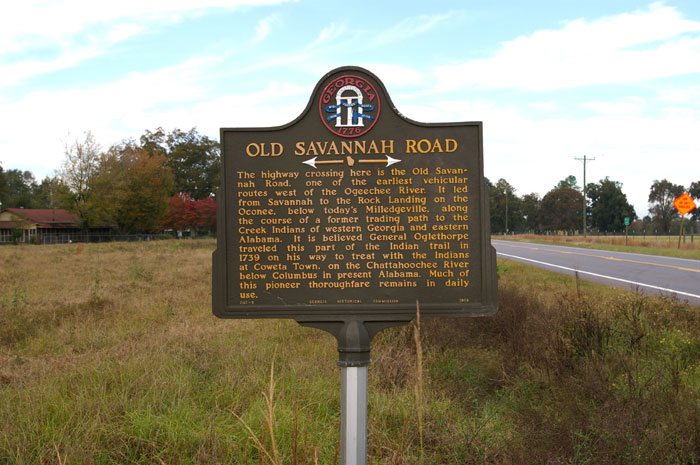 GEORGIA
1776
OLD SAVANNAH ROAD
The highway crossing here is the Old Savan-
nah Road, one of the earliest vehicular
routes west of the Ogeechee River. It led
from Savannah to the Rock Landing on the
Oconee, below today's Milledgeville, along
the course of a former trading path to the
Creek Indians of western Georgia and eastern
Alabama. It is believed General Oglethorpe
traveled this part of the Indian trail in
1739 on his way to treat with the Indians
at Coweta Town, on the Chattahoochee River
below Columbus in present Alabama. Much of
this pioneer thoroughfare remains in daily
use.
GEORGIA HISTORICAL COMMISSION